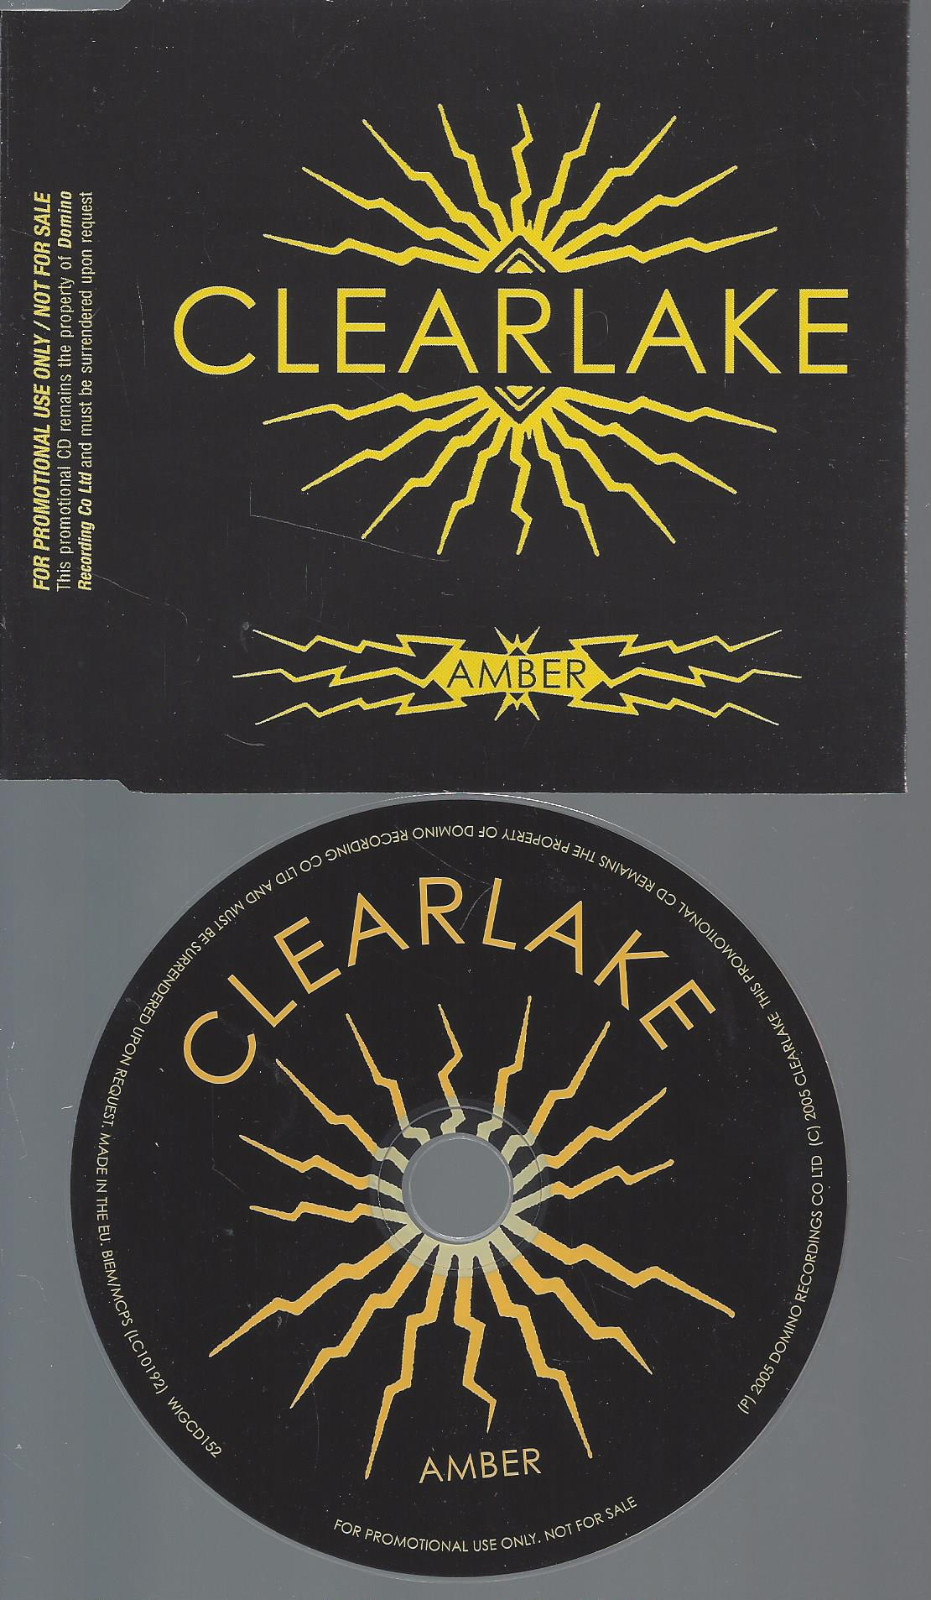 FOR PROMOTIONAL USE ONLY / NOT FOR SALE
This promotional CD remains the property of Domino
Recording Co Ltd and must be surrendered upon request
CLEARLAKE
AMBER
CLEARLAKE
AMBER
FOR PROMOTIONAL USE ONLY. NOT FOR SALE
(P) 2005 DOMINO RECORDINGS CO LTD (C) 2005 CLEARLAKE THIS PROMOTIONAL CD REMAINS THE PROPERTY OF DOMINO RECORDING CO LTD AND MUST BE SURRENDERED UPON REQUEST. MADE IN THE EU. BIEM/MCPS (LC10192) WIGCD152